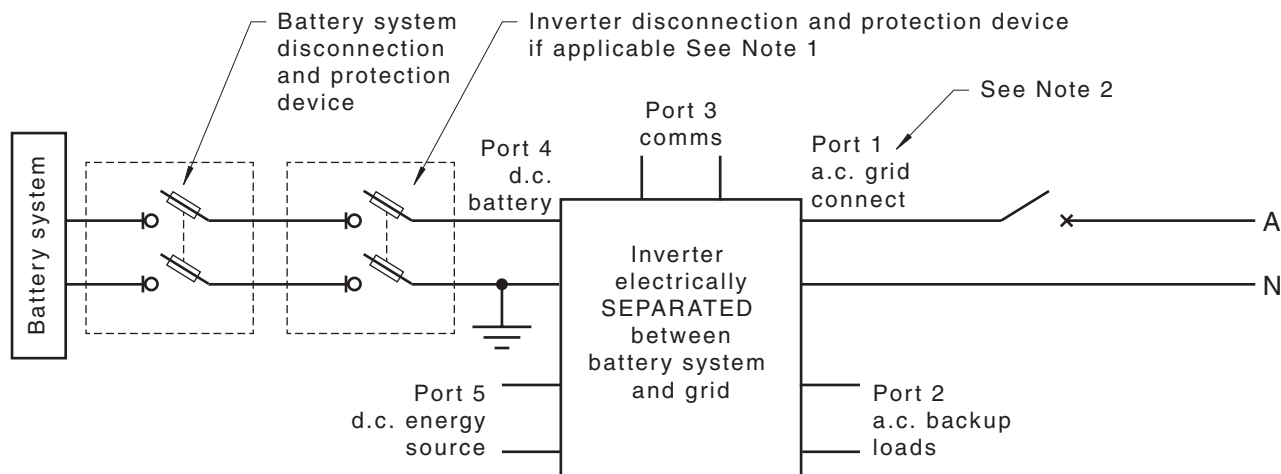 Battery system
disconnection
and protection
device
Inverter disconnection and protection device
if applicable See Note 1
See Note 2
Port 3
comms
Port 4
d.c.
battery
Port 1
a.c. grid
connect
Battery system
A
N
Inverter
electrically
SEPARATED
between
battery system
and grid
Port 5
d.c. energy
source
Port 2
a.c. backup
loads